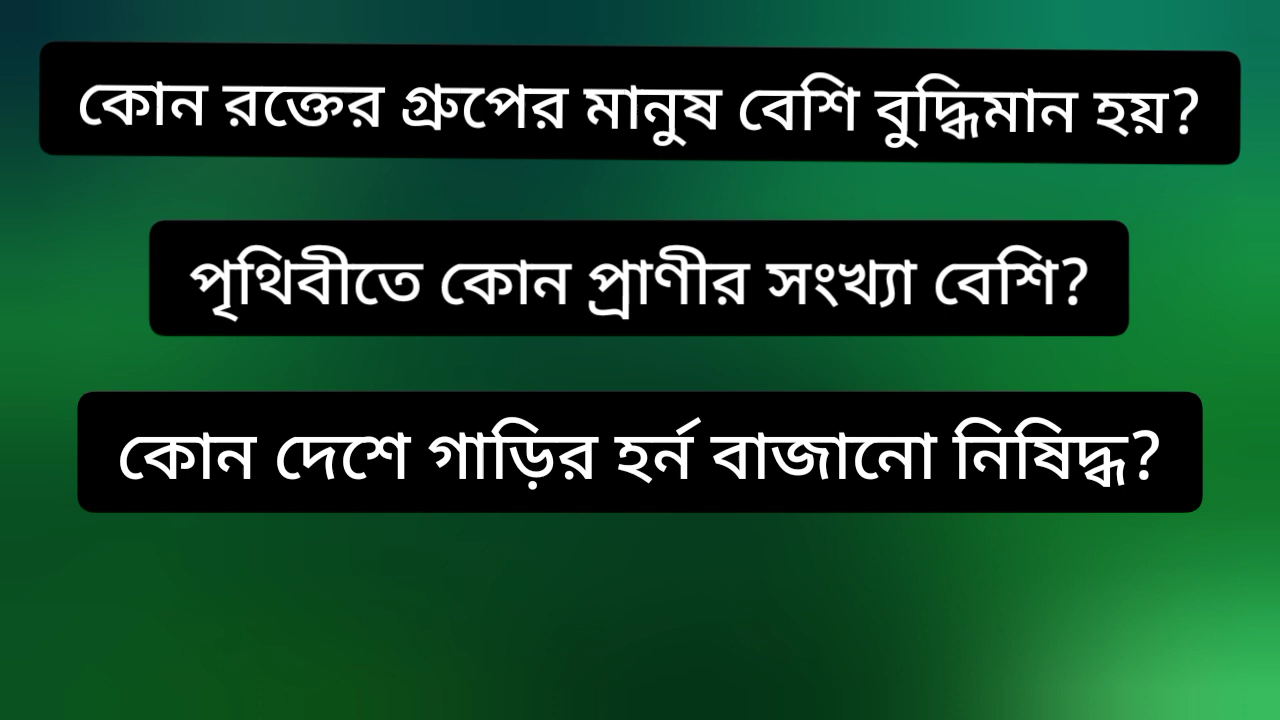 কোন রক্তের গ্রুপের মানুষ বেশি বুদ্ধিমান হয়?
পৃথিবীতে কোন প্রাণীর সংখ্যা বেশি?
কোন দেশে গাড়ির হর্ন বাজানো নিষিদ্ধ?